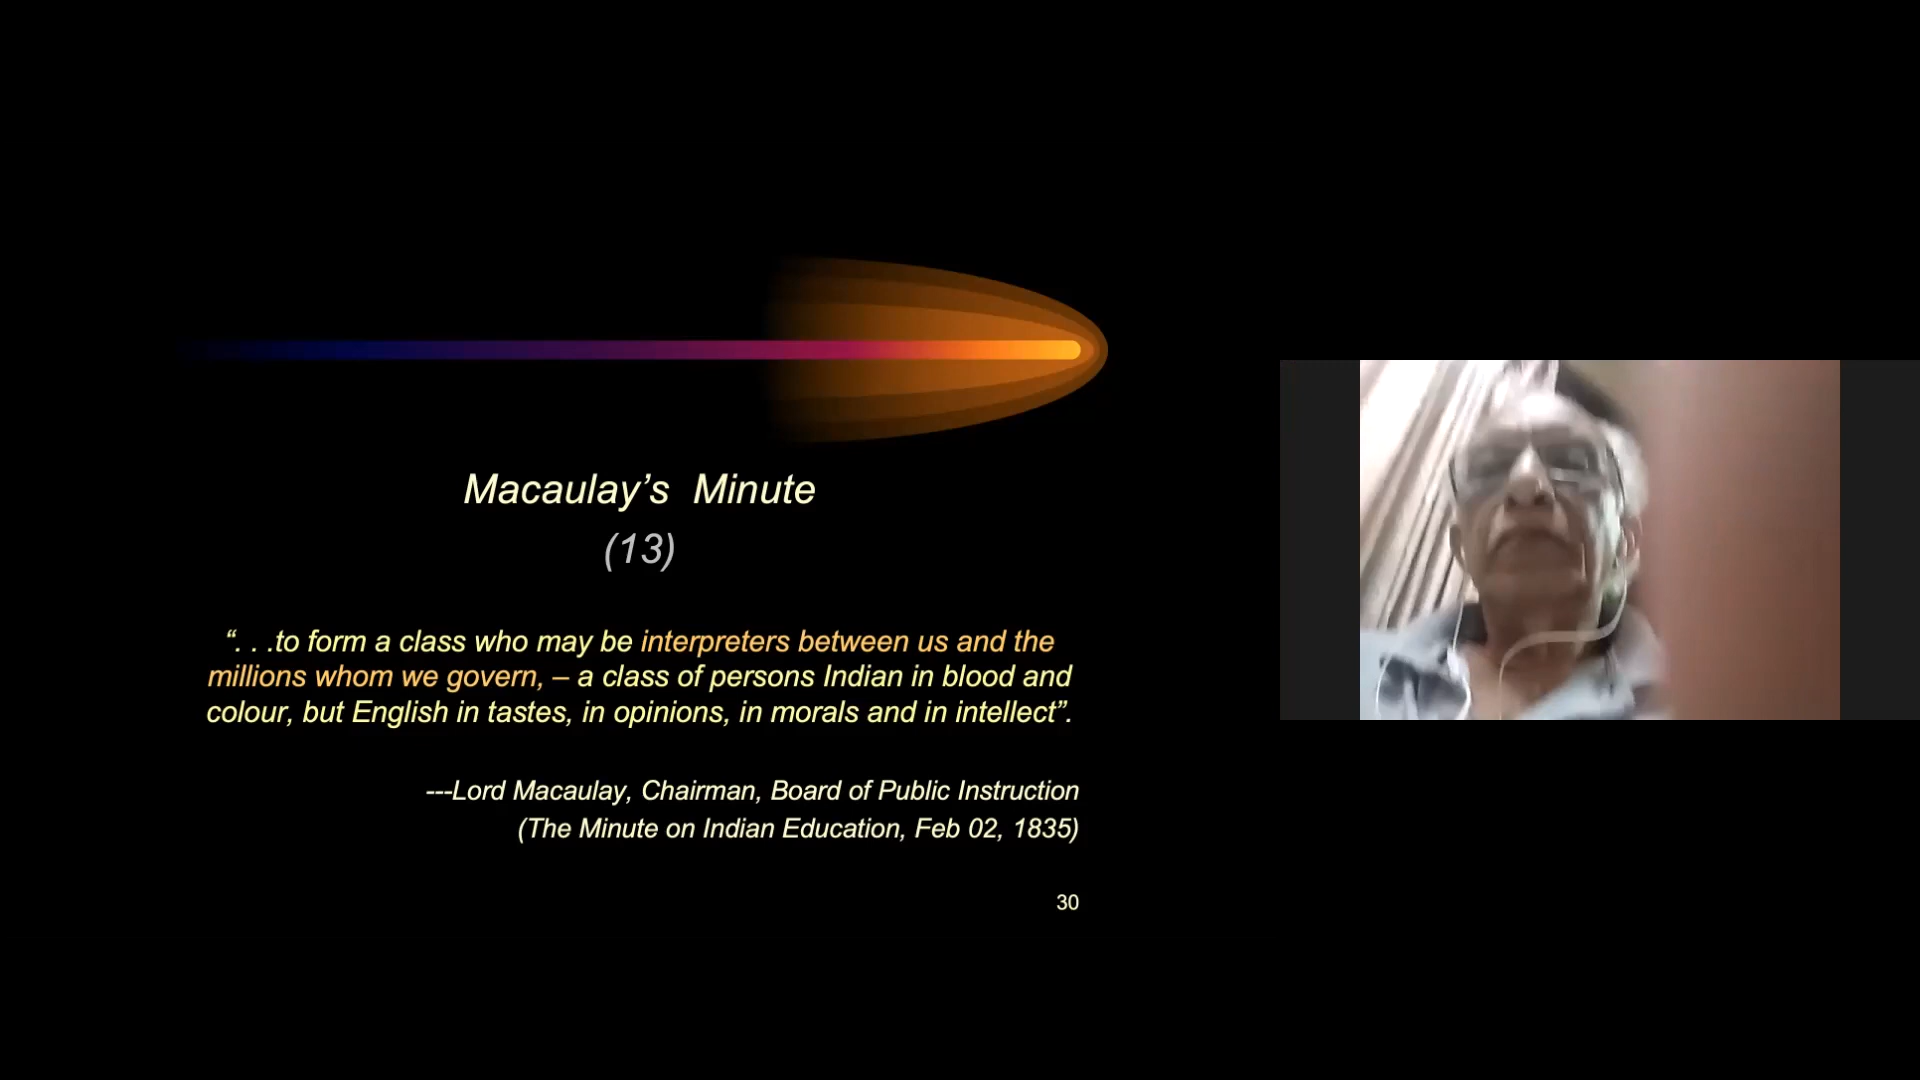 Macaulay’s  Minute
(13)
“. . .to form a class who may be interpreters between us and the
millions whom we govern, – a class of persons Indian in blood and
colour, but English in tastes, in opinions, in morals and in intellect”.
---Lord Macaulay, Chairman, Board of Public Instruction
(The Minute on Indian Education, Feb 02, 1835)
30